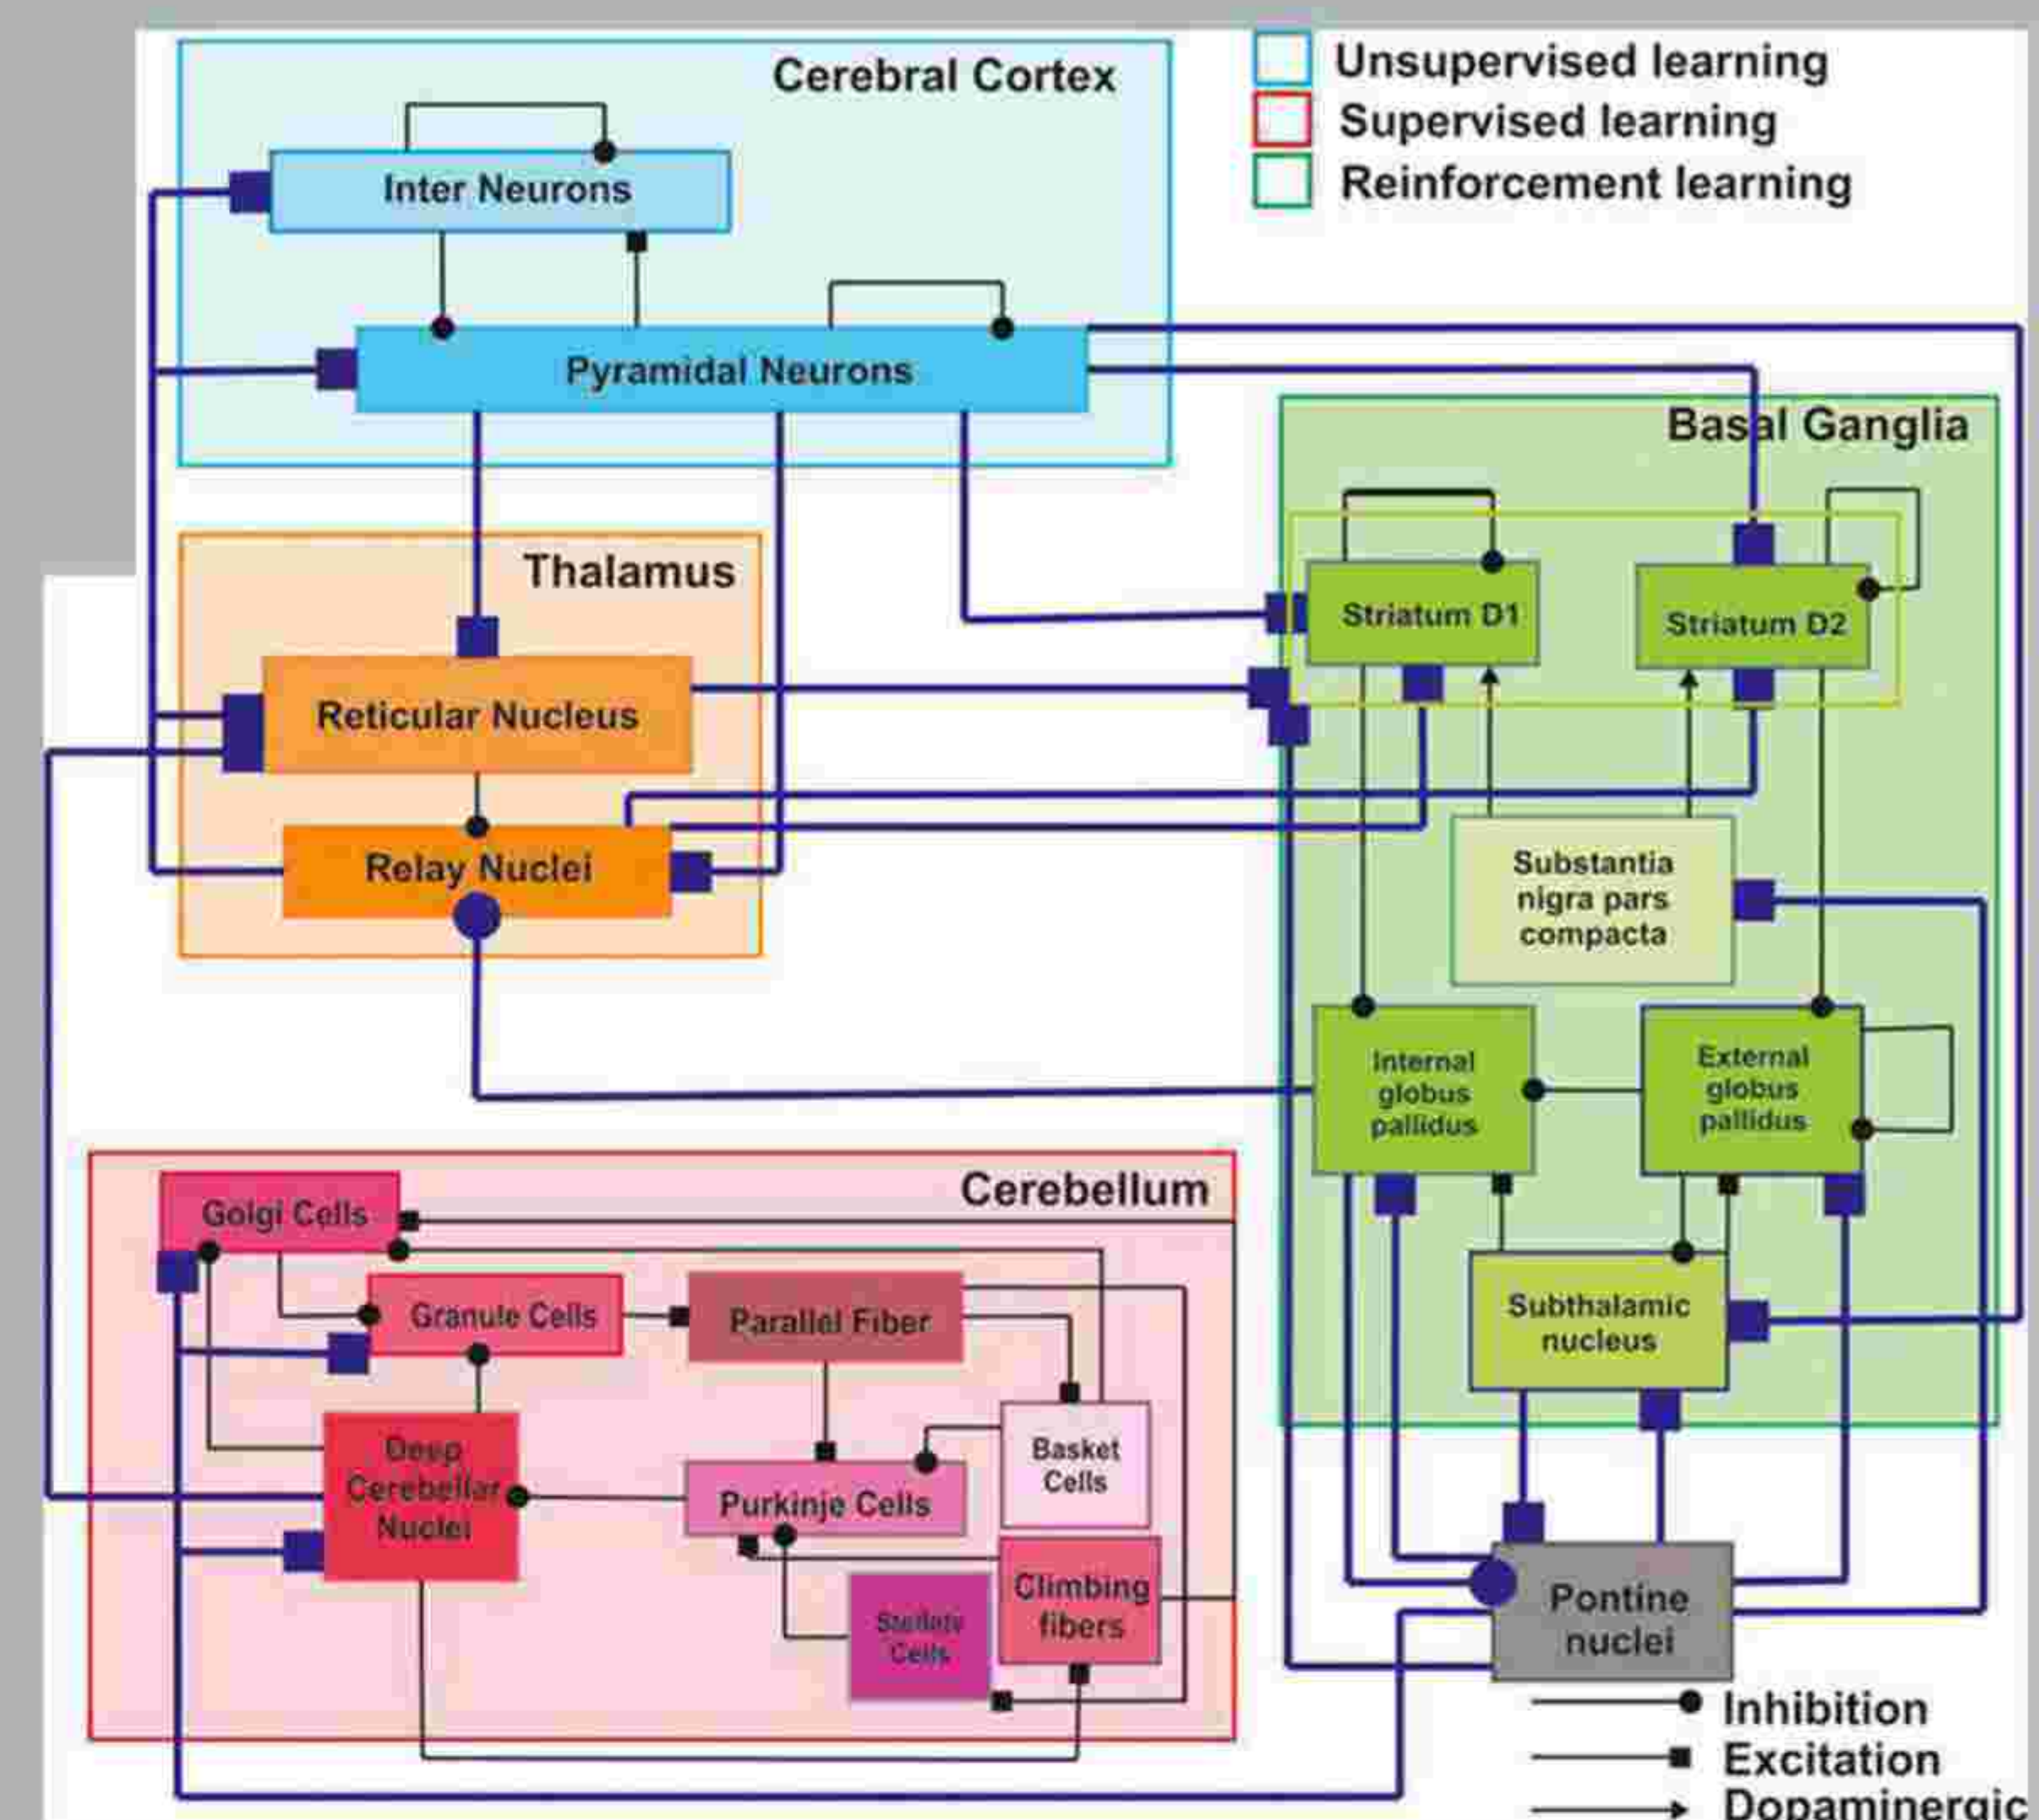 Cerebral Cortex
Unsupervised learning
Supervised learning
Reinforcement learning
Inter Neurons
Pyramidal Neurons
Basal Ganglia
Thalamus
Striatum D1
Striatum D2
Reticular Nucleus
Relay Nuclei
Substantia
nigra pars
compacta
Internal
globus
pallidus
External
globus
pallidus
Cerebellum
Golgi Cells
Granule Cells
Parallel Fiber
Subthalamic
nucleus
Deep
Cerebellar
Nuclei
Purkinje Cells
Basket
Cells
Climbing
fibers
Stellate
Cells
Pontine
nuclei
Inhibition
Excitation
Dopaminergic